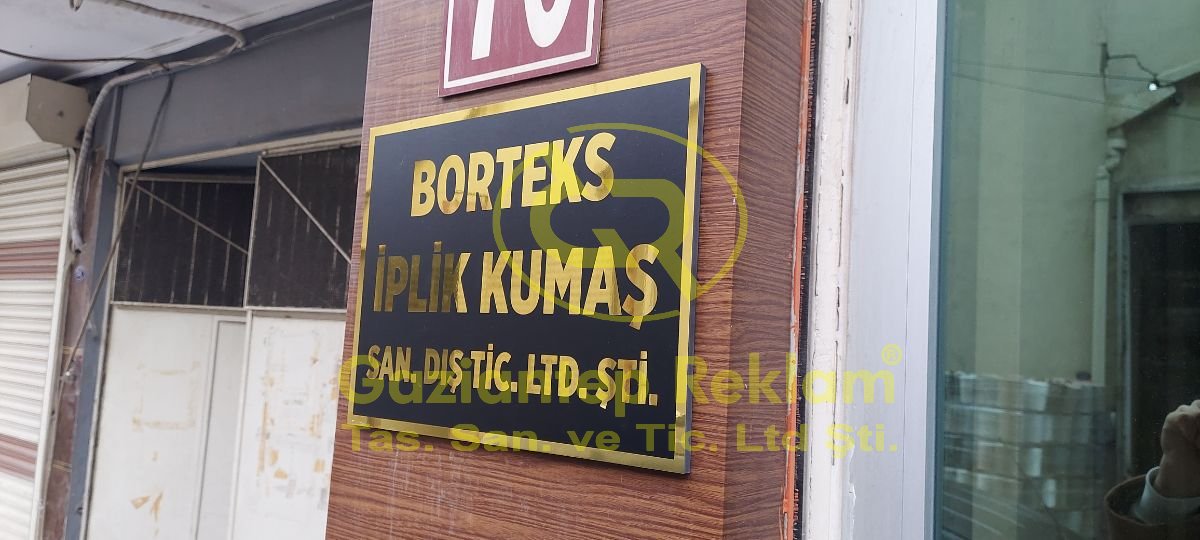 BORTEKS
İPLİK KUMAŞ
SAN. DIŞ TİC. LTD. ŞTİ.
Gaziantep Reklam®
Tas. San. ve Tic. Ltd Şti.